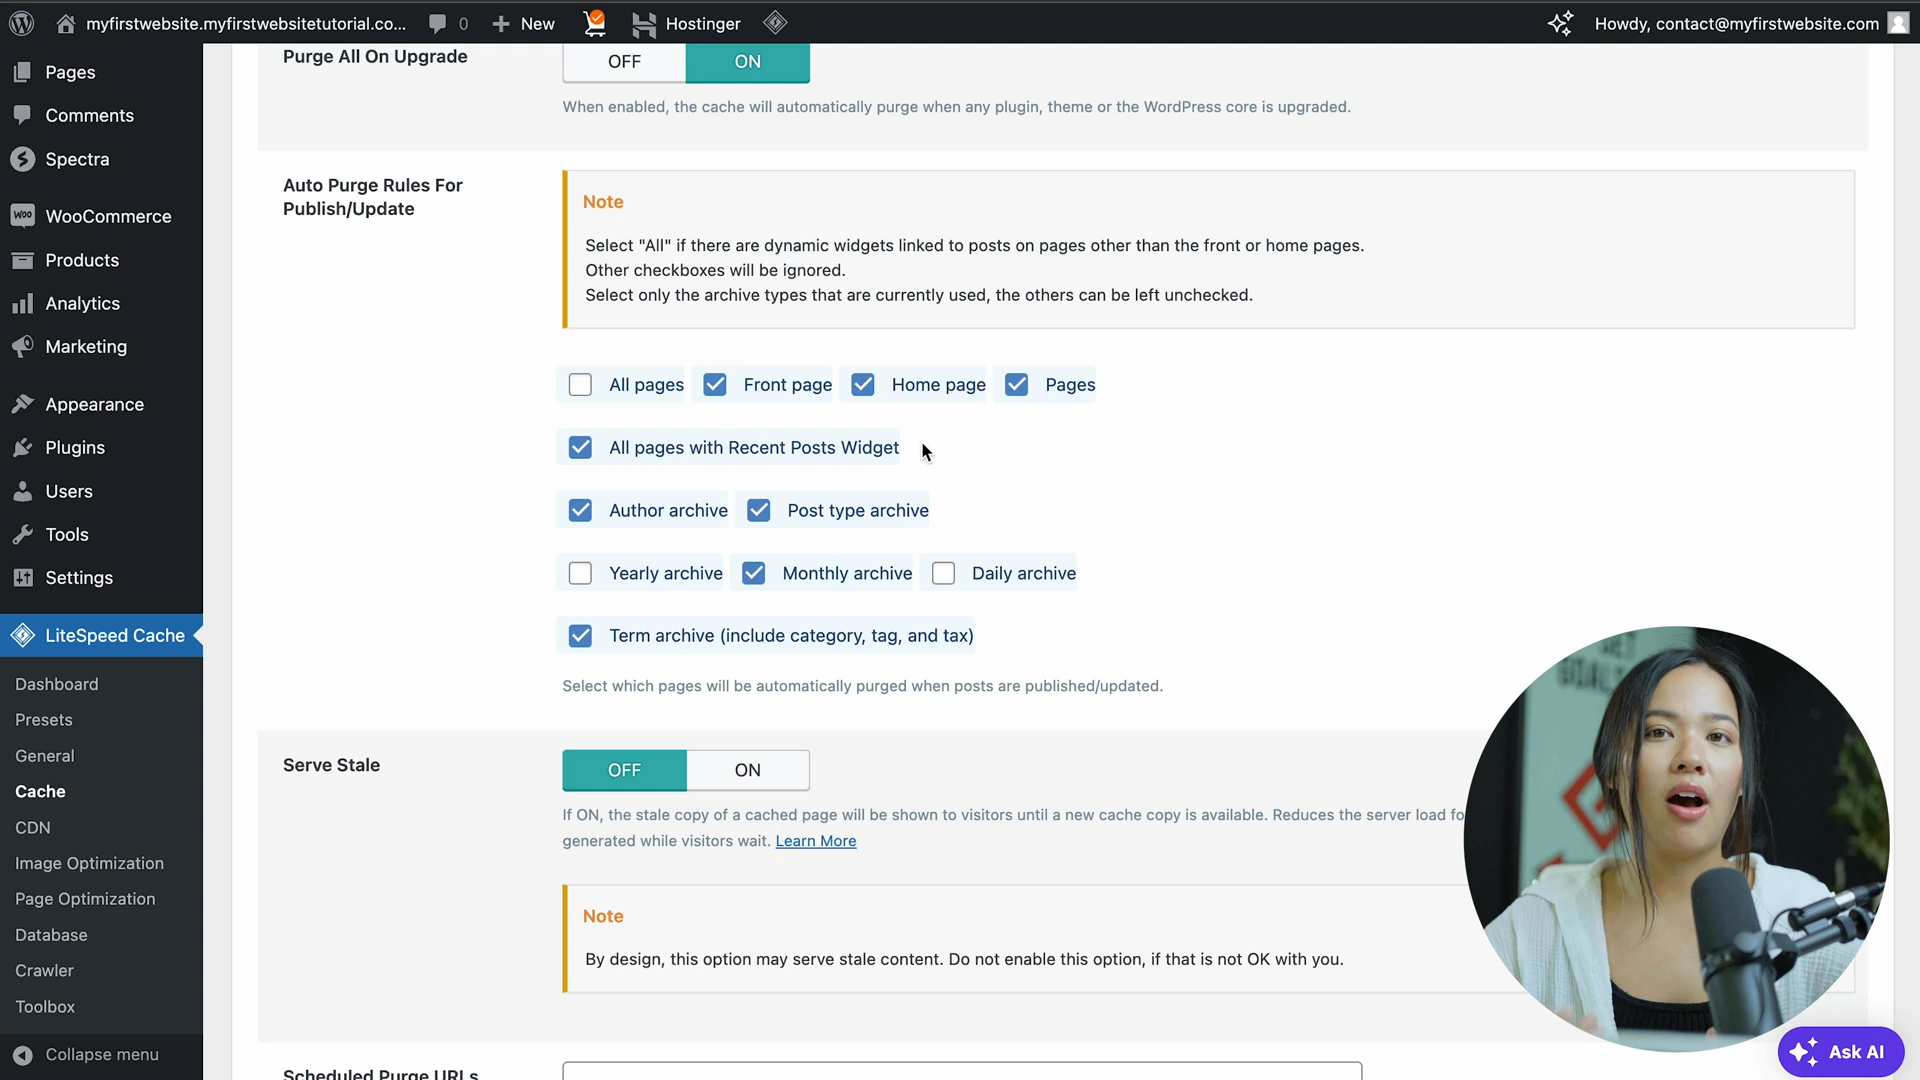 myfirstwebsite.myfirstwebsitetutorial.co...
0
New
Hostinger
Howdy, contact@myfirstwebsite.com
Pages
Comments
Spectra
WooCommerce
Products
Analytics
Marketing
Appearance
Plugins
Users
Tools
Settings
LiteSpeed Cache
Dashboard
Presets
General
Cache
CDN
Image Optimization
Page Optimization
Database
Crawler
Toolbox
Collapse menu
Purge All On Upgrade
OFF
ON
When enabled, the cache will automatically purge when any plugin, theme or the WordPress core is upgraded.
Auto Purge Rules For
Publish/Update
Note
Select "All" if there are dynamic widgets linked to posts on pages other than the front or home pages.
Other checkboxes will be ignored.
Select only the archive types that are currently used, the others can be left unchecked.
All pages
Front page
Home page
Pages
All pages with Recent Posts Widget
Author archive
Post type archive
Yearly archive
Monthly archive
Daily archive
Term archive (include category, tag, and tax)
Select which pages will be automatically purged when posts are published/updated.
Serve Stale
OFF
ON
If ON, the stale copy of a cached page will be shown to visitors until a new cache copy is available. Reduces the server load fo
generated while visitors wait. Learn More
Note
By design, this option may serve stale content. Do not enable this option, if that is not OK with you.
Scheduled Purge URLs
Ask AI